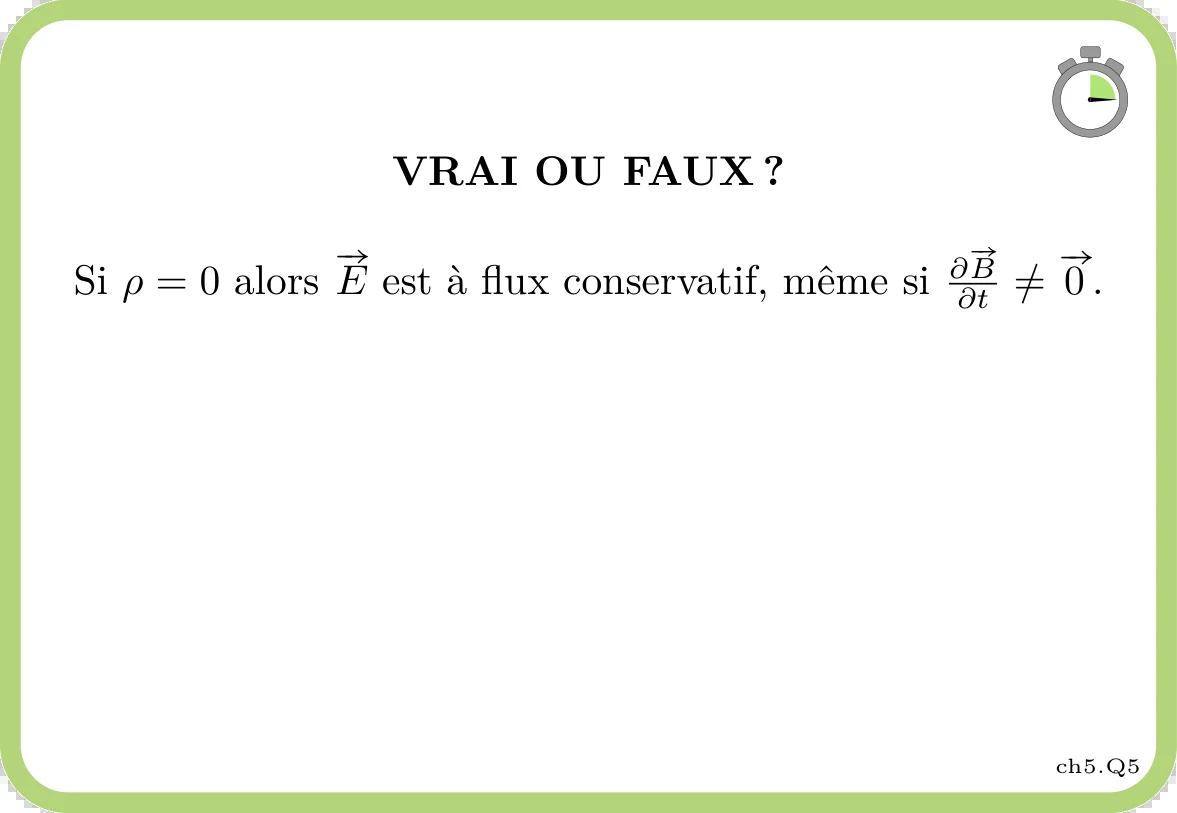 VRAI OU FAUX ?
Si $\rho = 0$ alors $\overrightarrow{E}$ est à flux conservatif, même si $\frac{\partial \overrightarrow{B}}{\partial t} \neq \overrightarrow{0}$.
ch5.Q5